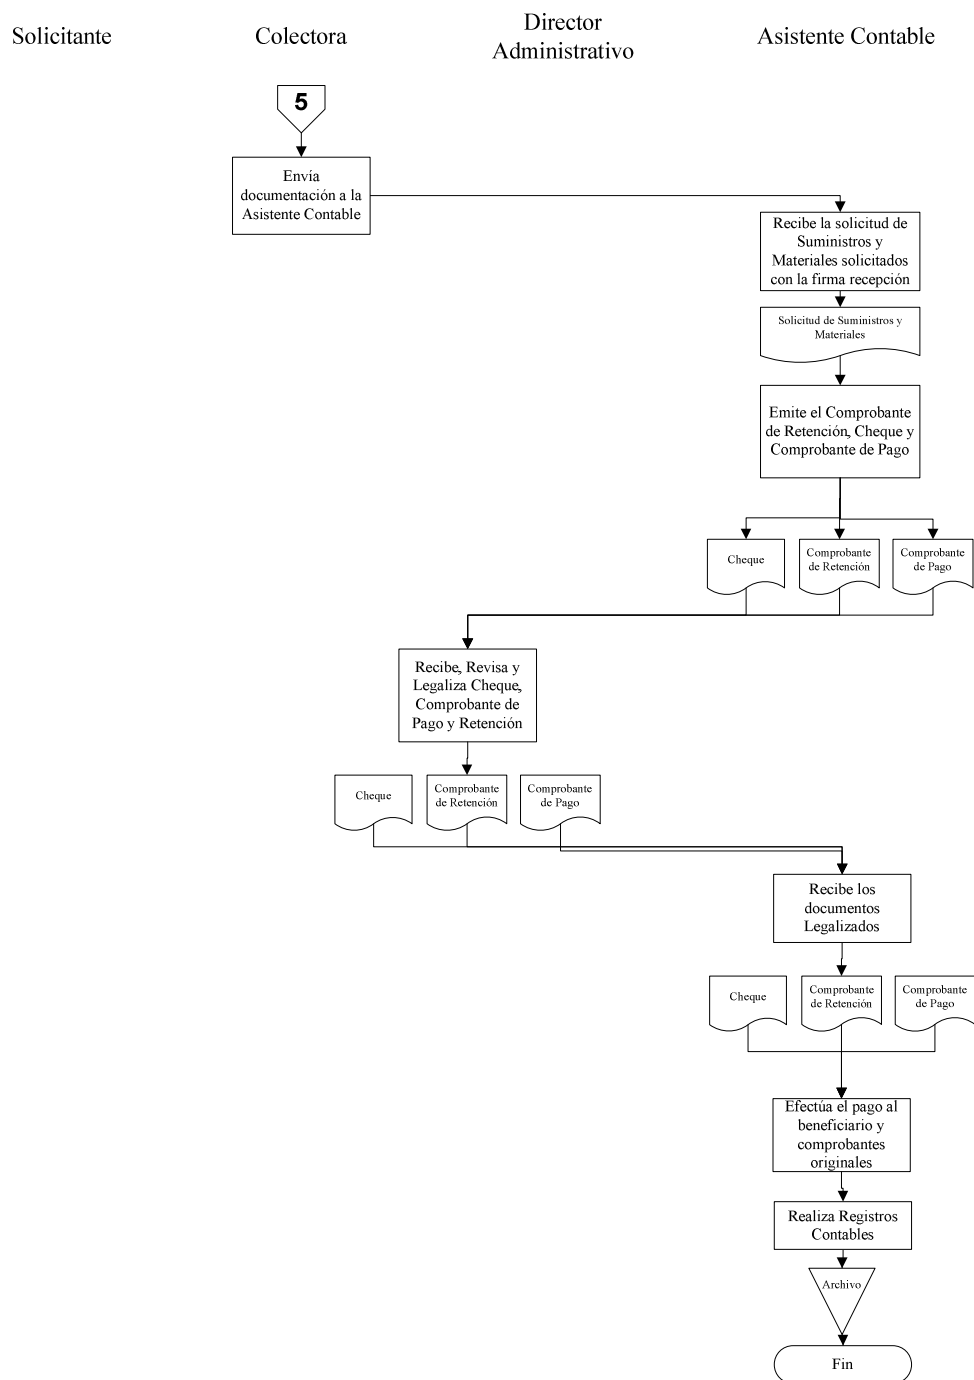 Solicitante
Colectora
Director
Administrativo
Asistente Contable
5
Envía
documentación a la
Asistente Contable
Recibe la solicitud de
Suministros y
Materiales solicitados
con la firma recepción
Solicitud de Suministros y
Materiales
Emite el Comprobante
de Retención, Cheque y
Comprobante de Pago
Cheque
Comprobante
de Retención
Comprobante
de Pago
Recibe, Revisa y
Legaliza Cheque,
Comprobante de
Pago y Retención
Cheque
Comprobante
de Retención
Comprobante
de Pago
Recibe los
documentos
Legalizados
Cheque
Comprobante
de Retención
Comprobante
de Pago
Efectúa el pago al
beneficiario y
comprobantes
originales
Realiza Registros
Contables
Archivo
Fin